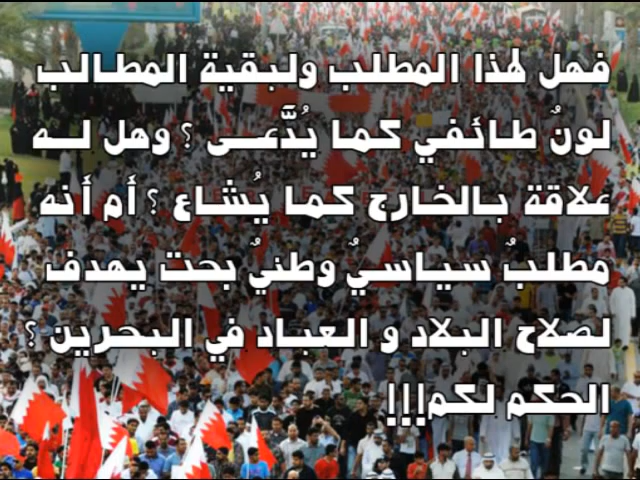 فهل لهذا المطلب ولبقية المطالب
لونٌ طائفي كما يُدَّعى ؟ وهل له
علاقة بالخارج كما يُشاع ؟ أم أنه
مطلبٌ سياسيٌ وطنيٌ بحت يهدف
لصلاح البلاد و العباد في البحرين ؟
الحكم لكم!!!